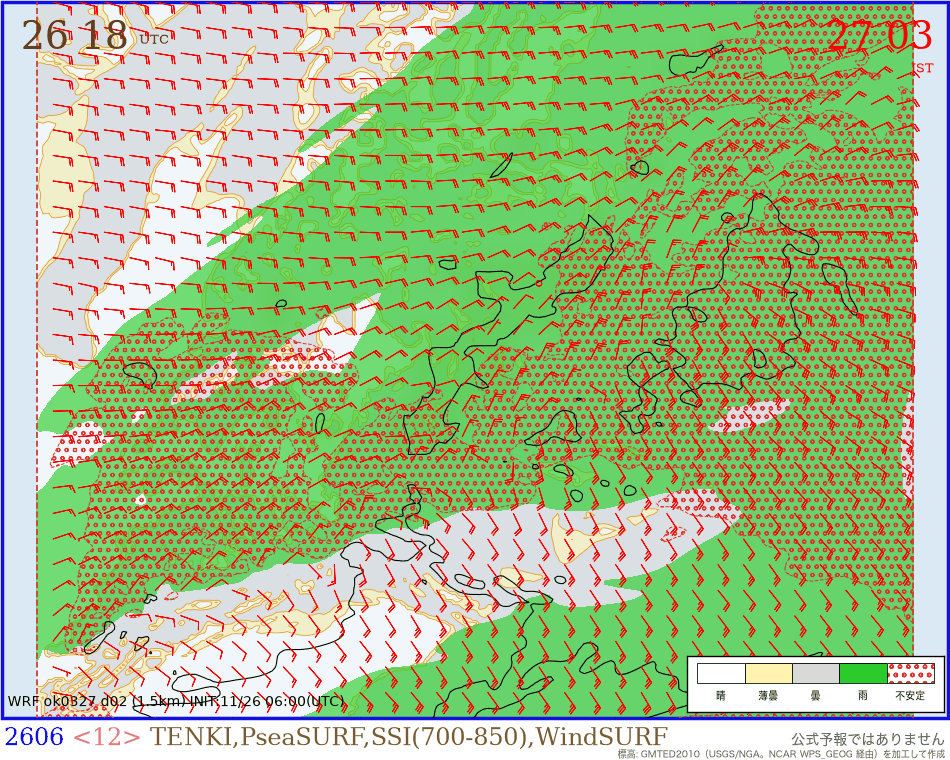 26 18 UTC
27 03
ST
晴 薄曇 曇 雨 不安定
WRF ok0327 d02 (1.5km) INIT:11/26 06:00(UTC)
2606 <12> TENKI,PseaSURF,SSI(700-850),WindSURF
公式予報ではありません
標高: GMTED2010（USGS/NGA。NCAR WPS_GEOG 経由）を加工して作成